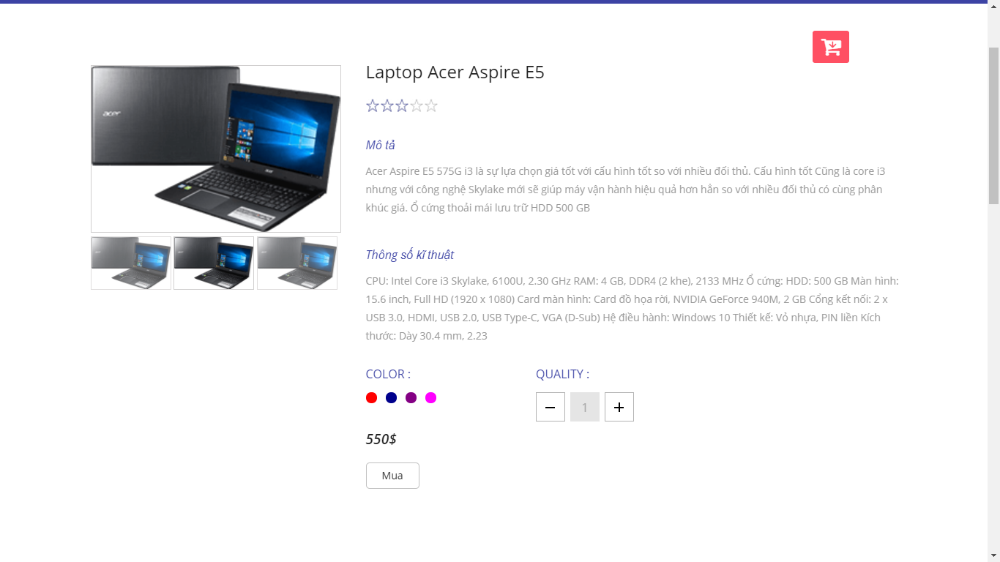 Laptop Acer Aspire E5
acer
Mô tả
Acer Aspire E5 575G i3 là sự lựa chọn giá tốt với cấu hình tốt so với nhiều đối thủ. Cấu hình tốt Cũng là core i3
nhưng với công nghệ Skylake mới sẽ giúp máy vận hành hiệu quả hơn hẳn so với nhiều đối thủ có cùng phân
khúc giá. Ổ cứng thoải mái lưu trữ HDD 500 GB
Thông số kĩ thuật
CPU: Intel Core i3 Skylake, 6100U, 2.30 GHz RAM: 4 GB, DDR4 (2 khe), 2133 MHz Ổ cứng: HDD: 500 GB Màn hình:
15.6 inch, Full HD (1920 x 1080) Card màn hình: Card đồ họa rời, NVIDIA GeForce 940M, 2 GB Cổng kết nối: 2 x
USB 3.0, HDMI, USB 2.0, USB Type-C, VGA (D-Sub) Hệ điều hành: Windows 10 Thiết kế: Vỏ nhựa, PIN liền Kích
thước: Dày 30.4 mm, 2.23
COLOR :
QUALITY :
1
550$
Mua